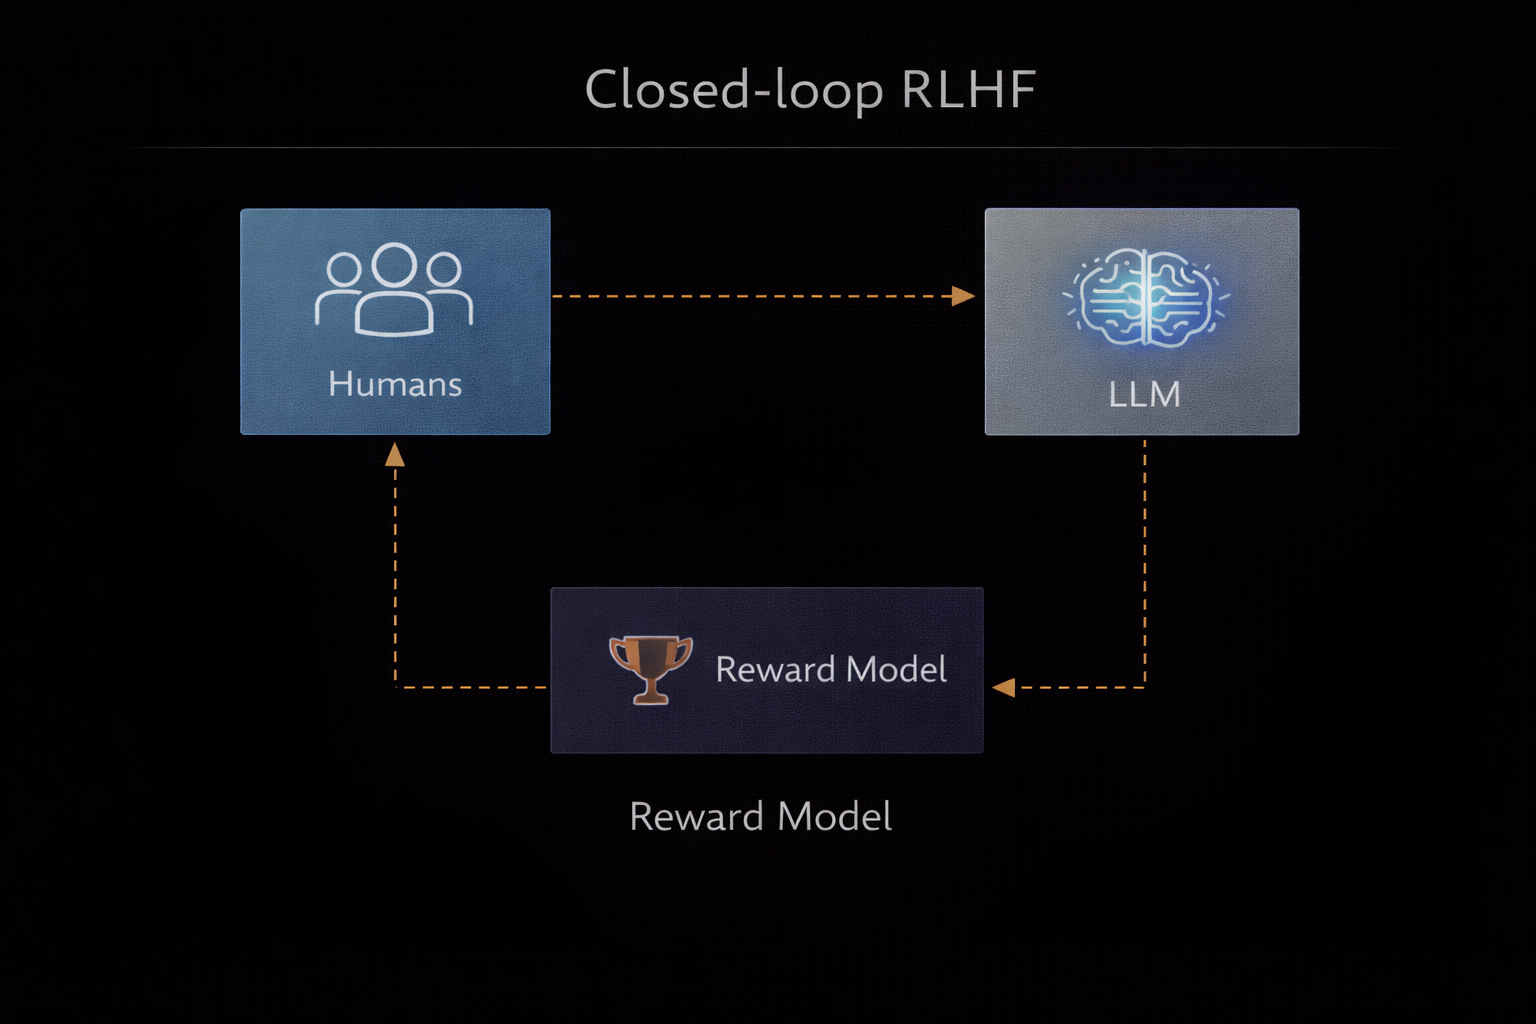 Closed-loop RLHF
Humans
LLM
Reward Model
Reward Model